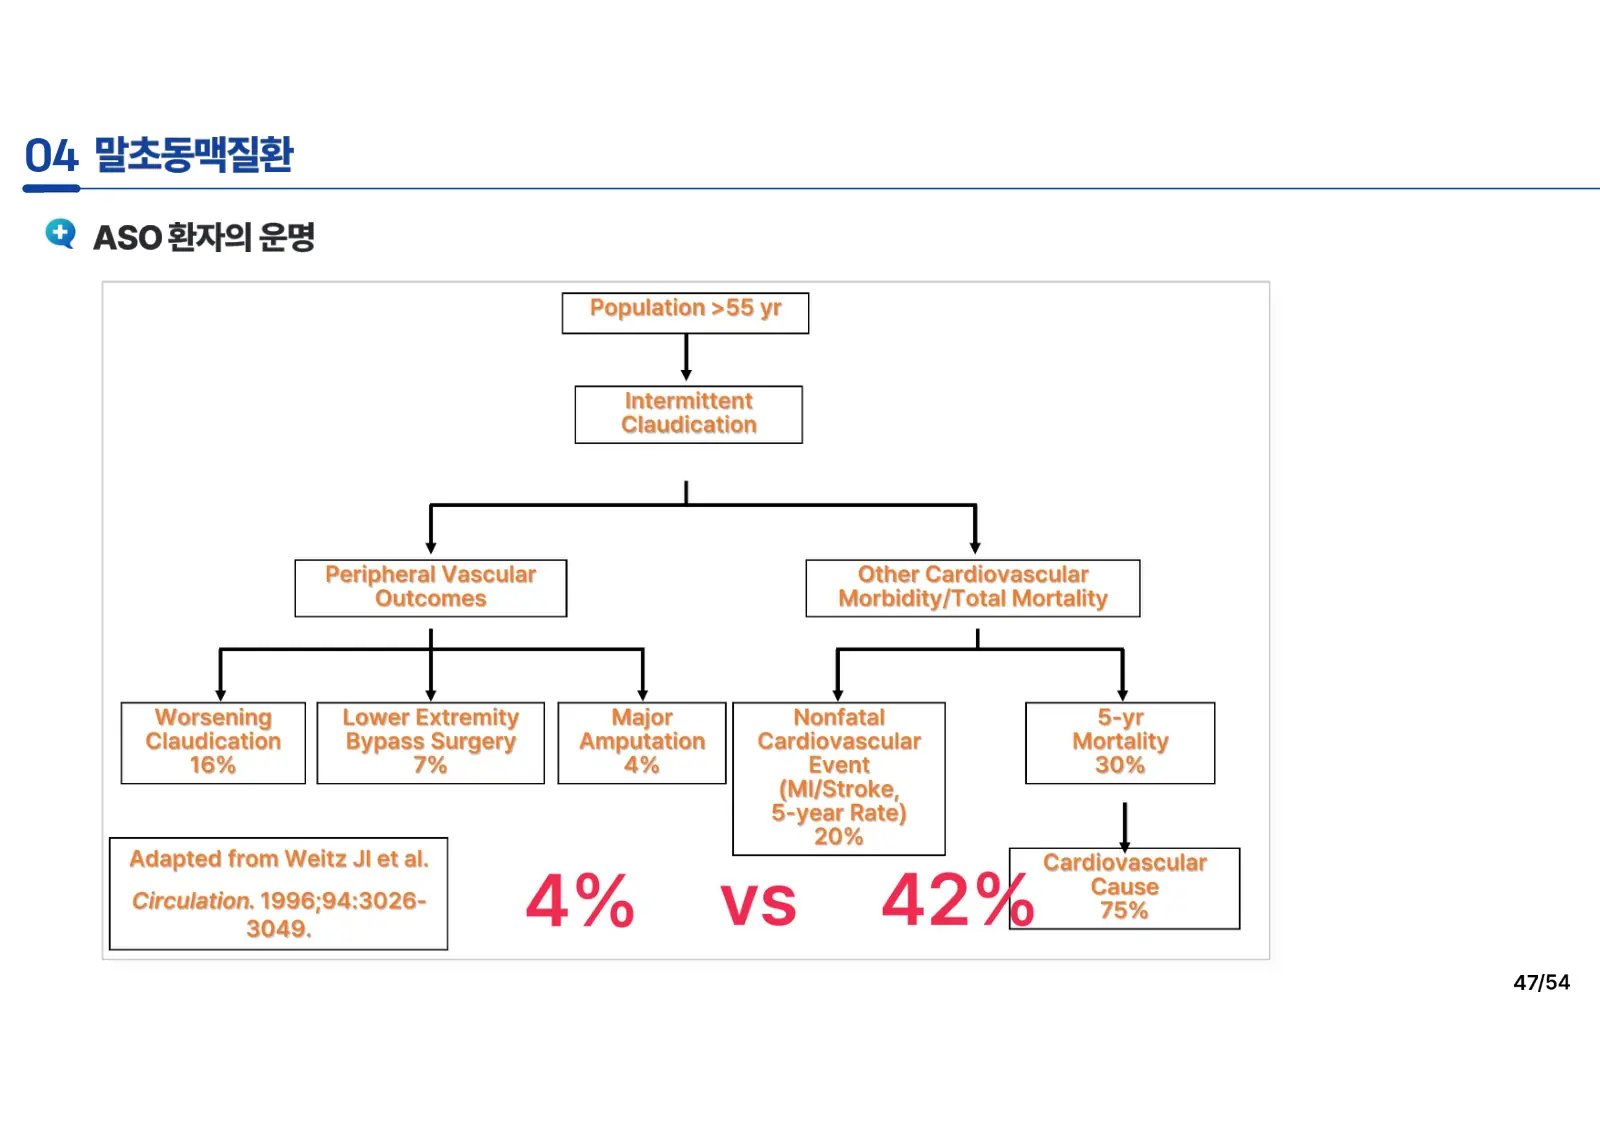 04 말초동맥질환
ASO 환자의 운명
Population >55 yr
Intermittent
Claudication
Peripheral Vascular
Outcomes
Other Cardiovascular
Morbidity/Total Mortality
Worsening
Claudication
16%
Lower Extremity
Bypass Surgery
7%
Major
Amputation
4%
Nonfatal
Cardiovascular
Event
(MI/Stroke,
5-year Rate)
20%
5-yr
Mortality
30%
Cardiovascular
Cause
75%
Adapted from Weitz JI et al.
Circulation. 1996;94:3026-
3049.
4% vs 42%
47/54